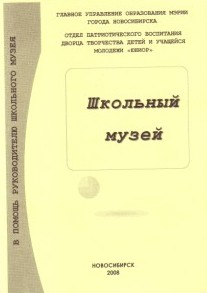 ГЛАВНОЕ УПРАВЛЕНИЕ ОБРАЗОВАНИЯ МЭРИИ
ГОРОДА НОВОСИБИРСКА
ОТДЕЛ ПАТРИОТИЧЕСКОГО ВОСПИТАНИЯ
ДВОРЦА ТВОРЧЕСТВА ДЕТЕЙ И УЧАЩЕЙСЯ
МОЛОДЕЖИ «ЮНИОР»
В ПОМОЩЬ РУКОВОДИТЕЛЮ ШКОЛЬНОГО МУЗЕЯ
Школьный
музей
НОВОСИБИРСК
2008